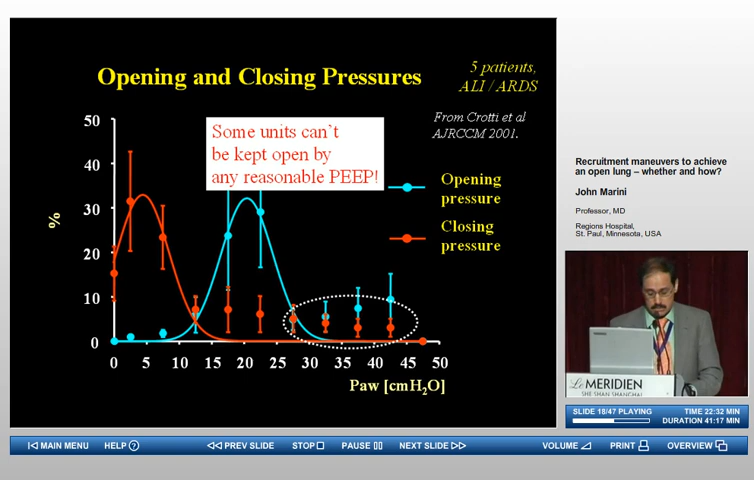 Opening and Closing Pressures
5 patients,
ALI / ARDS
From Crotti et al
AJRCCM 2001.
Some units can't
be kept open by
any reasonable PEEP!
Opening
pressure
Closing
pressure
%
50
40
30
20
10
0
0 5 10 15 20 25 30 35 40 45 50
Paw [cmH₂O]
Recruitment maneuvers to achieve
an open lung – whether and how?
John Marini
Professor, MD
Regions Hospital,
St. Paul, Minnesota, USA
Le MERIDIEN
SHE SHAN SHANGHAI
SLIDE 18/47 PLAYING TIME 22:32 MIN
DURATION 41:17 MIN
MAIN MENU HELP ? PREV SLIDE STOP PAUSE NEXT SLIDE VOLUME PRINT OVERVIEW